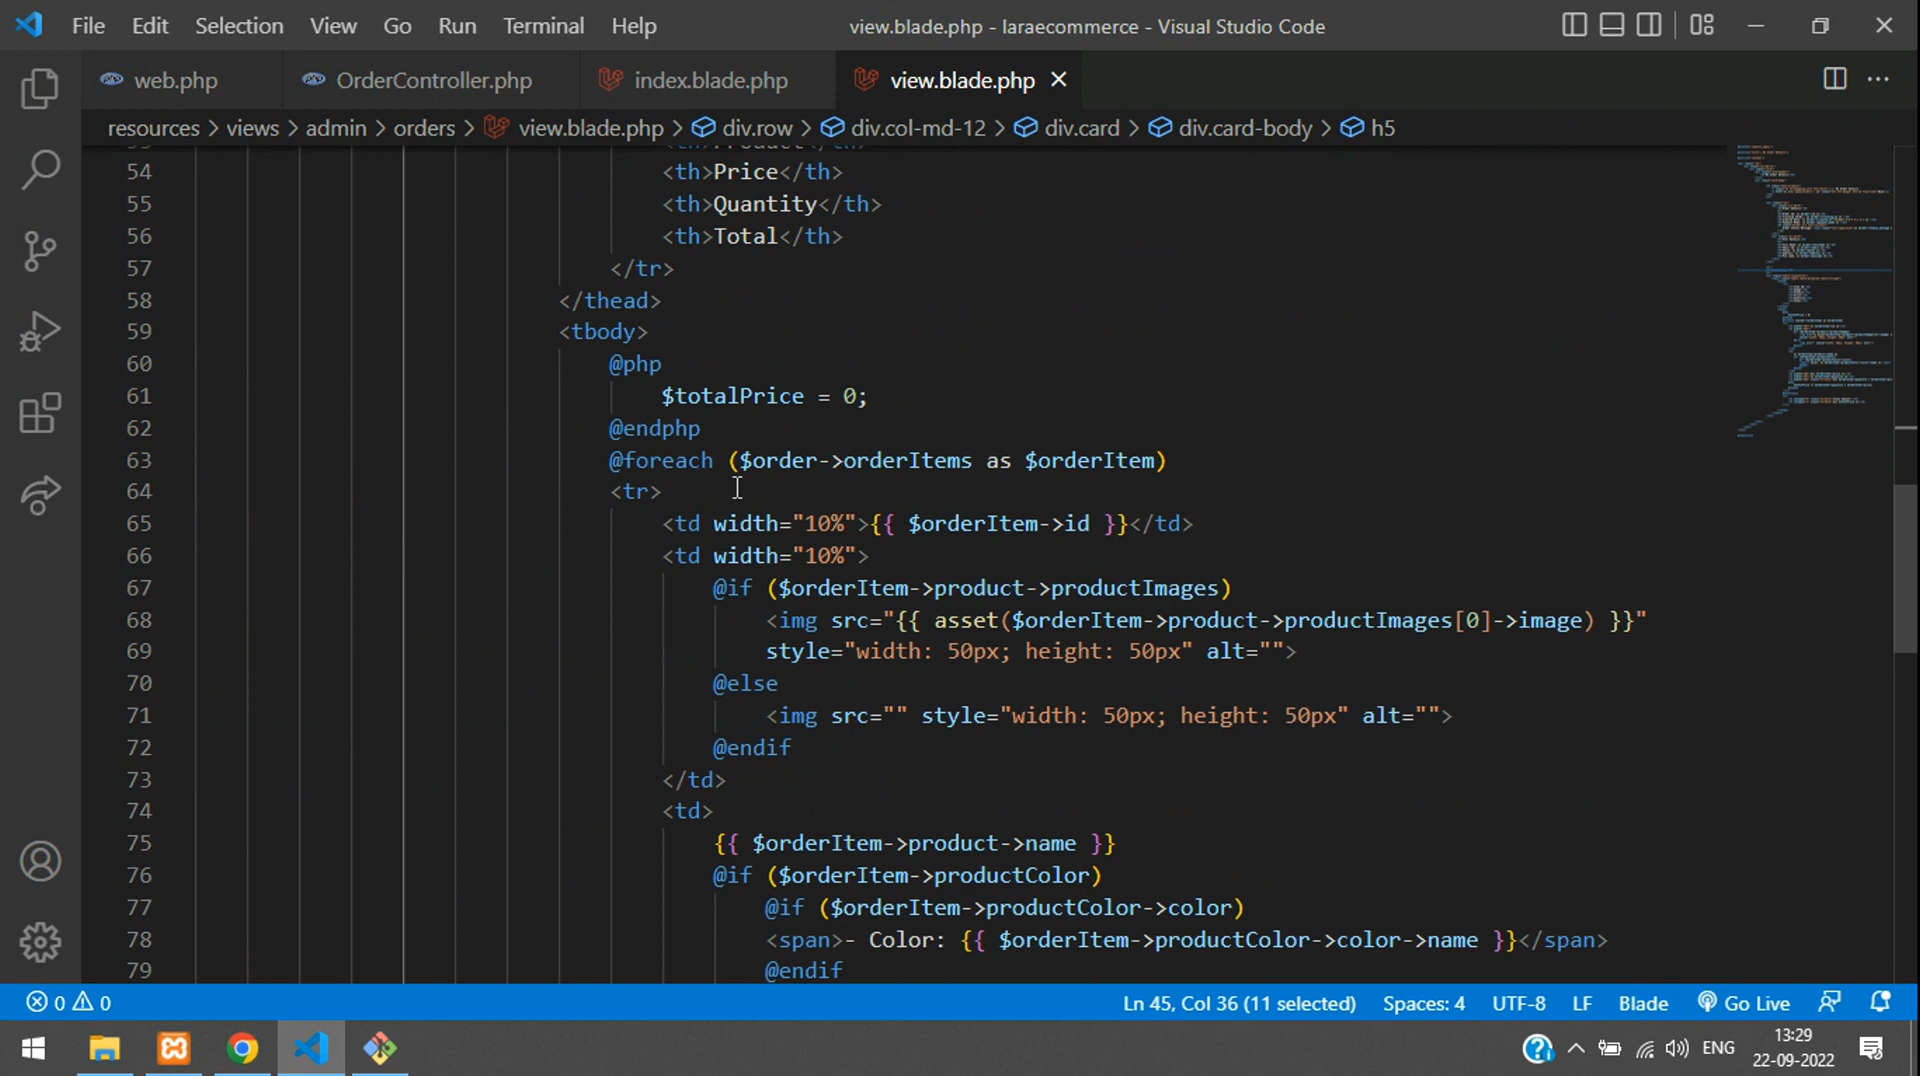 File Edit Selection View Go Run Terminal Help view.blade.php - laraecommerce - Visual Studio Code
web.php OrderController.php index.blade.php view.blade.php
resources > views > admin > orders > view.blade.php > div.row > div.col-md-12 > div.card > div.card-body > h5
<th>Product</th>
54 <th>Price</th>
55 <th>Quantity</th>
56 <th>Total</th>
57 </tr>
58 </thead>
59 <tbody>
60 @php
61 $totalPrice = 0;
62 @endphp
63 @foreach ($order->orderItems as $orderItem)
64 <tr>
65 <td width="10%">{{ $orderItem->id }}</td>
66 <td width="10%">
67 @if ($orderItem->product->productImages)
68 <img src="{{ asset($orderItem->product->productImages[0]->image) }}"
69 style="width: 50px; height: 50px" alt="">
70 @else
71 <img src="" style="width: 50px; height: 50px" alt="">
72 @endif
73 </td>
74 <td>
75 {{ $orderItem->product->name }}
76 @if ($orderItem->productColor)
77 @if ($orderItem->productColor->color)
78 <span>- Color: {{ $orderItem->productColor->color->name }}</span>
79 @endif
0 0 Ln 45, Col 36 (11 selected) Spaces: 4 UTF-8 LF Blade Go Live
ENG 13:29
22-09-2022